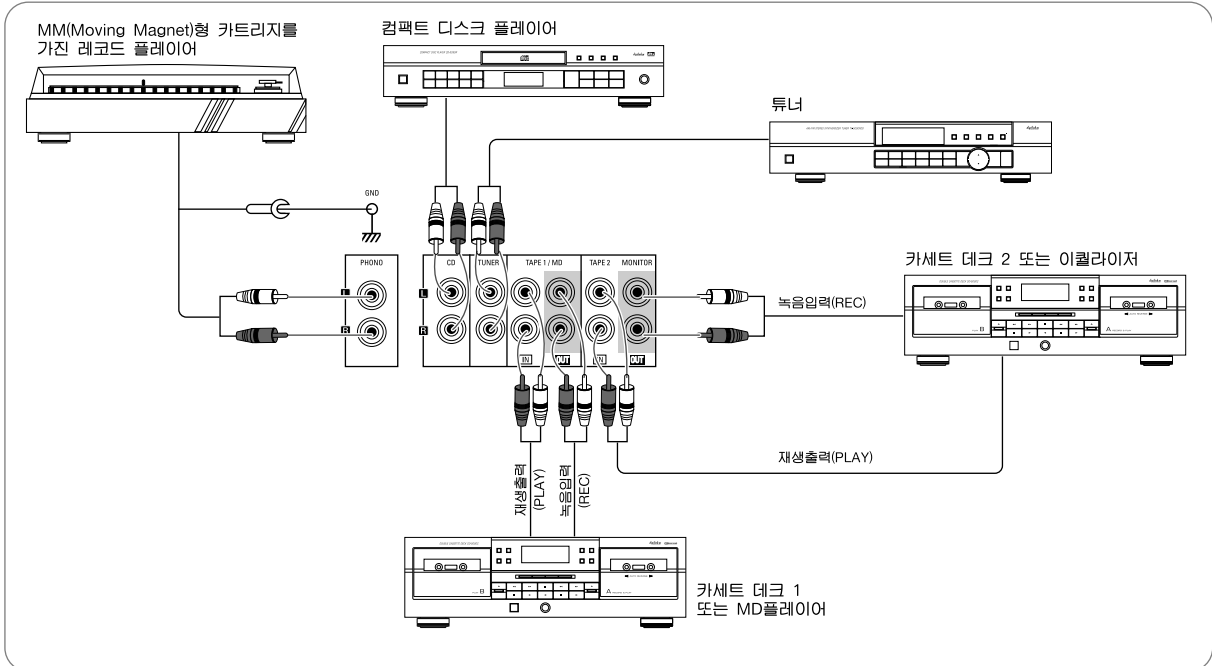 MM(Moving Magnet)형 카트리지를
가진 레코드 플레이어
컴팩트 디스크 플레이어
튜너
GND
PHONO
CD
TUNER
TAPE 1 / MD
TAPE 2
MONITOR
L
R
L
R
IN
OUT
IN
OUT
카세트 데크 2 또는 이퀄라이저
녹음입력(REC)
B
A
재생출력(PLAY)
재생출력
(PLAY)
녹음입력
(REC)
B
A
카세트 데크 1
또는 MD플레이어